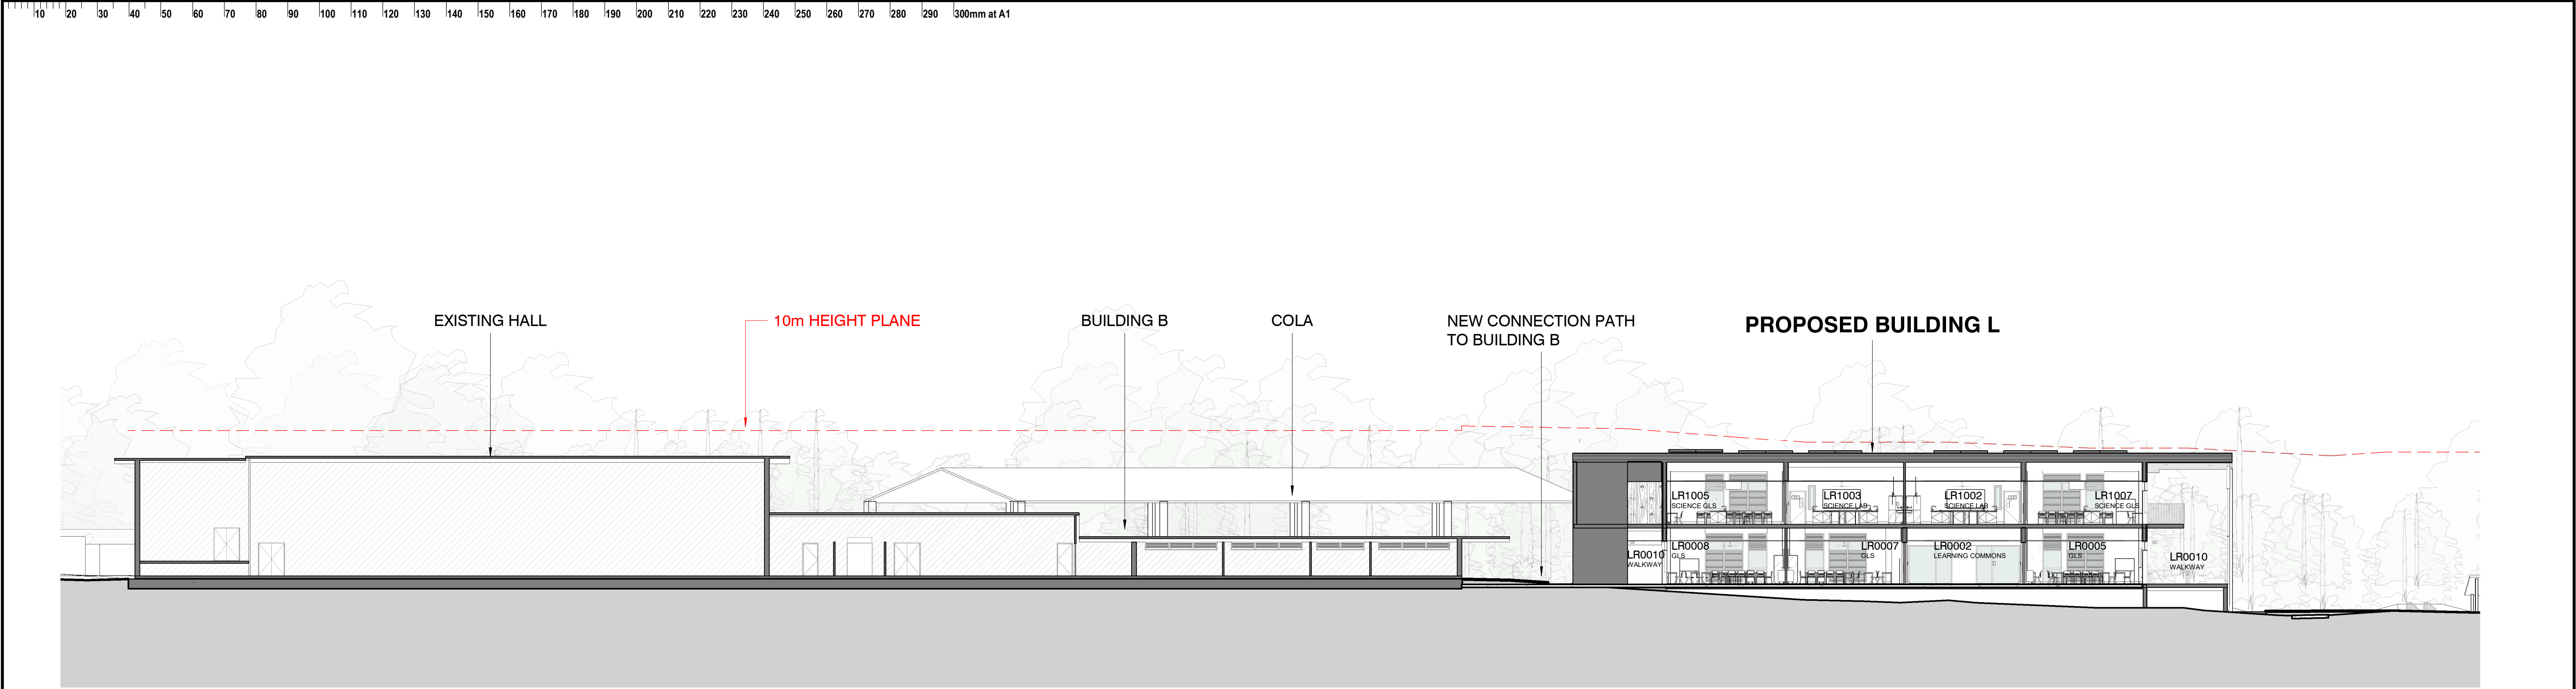 10 20 30 40 50 60 70 80 90 100 110 120 130 140 150 160 170 180 190 200 210 220 230 240 250 260 270 280 290 300mm at A1
EXISTING HALL
10m HEIGHT PLANE
BUILDING B
COLA
NEW CONNECTION PATH
TO BUILDING B
PROPOSED BUILDING L
LR1005
SCIENCE GLS
LR1003
SCIENCE LAB
LR1002
SCIENCE LAB
LR1007
SCIENCE GLS
LR0010
WALKWAY
LR0008
GLS
LR0007
GLS
LR0002
LEARNING COMMONS
LR0005
GLS
LR0010
WALKWAY